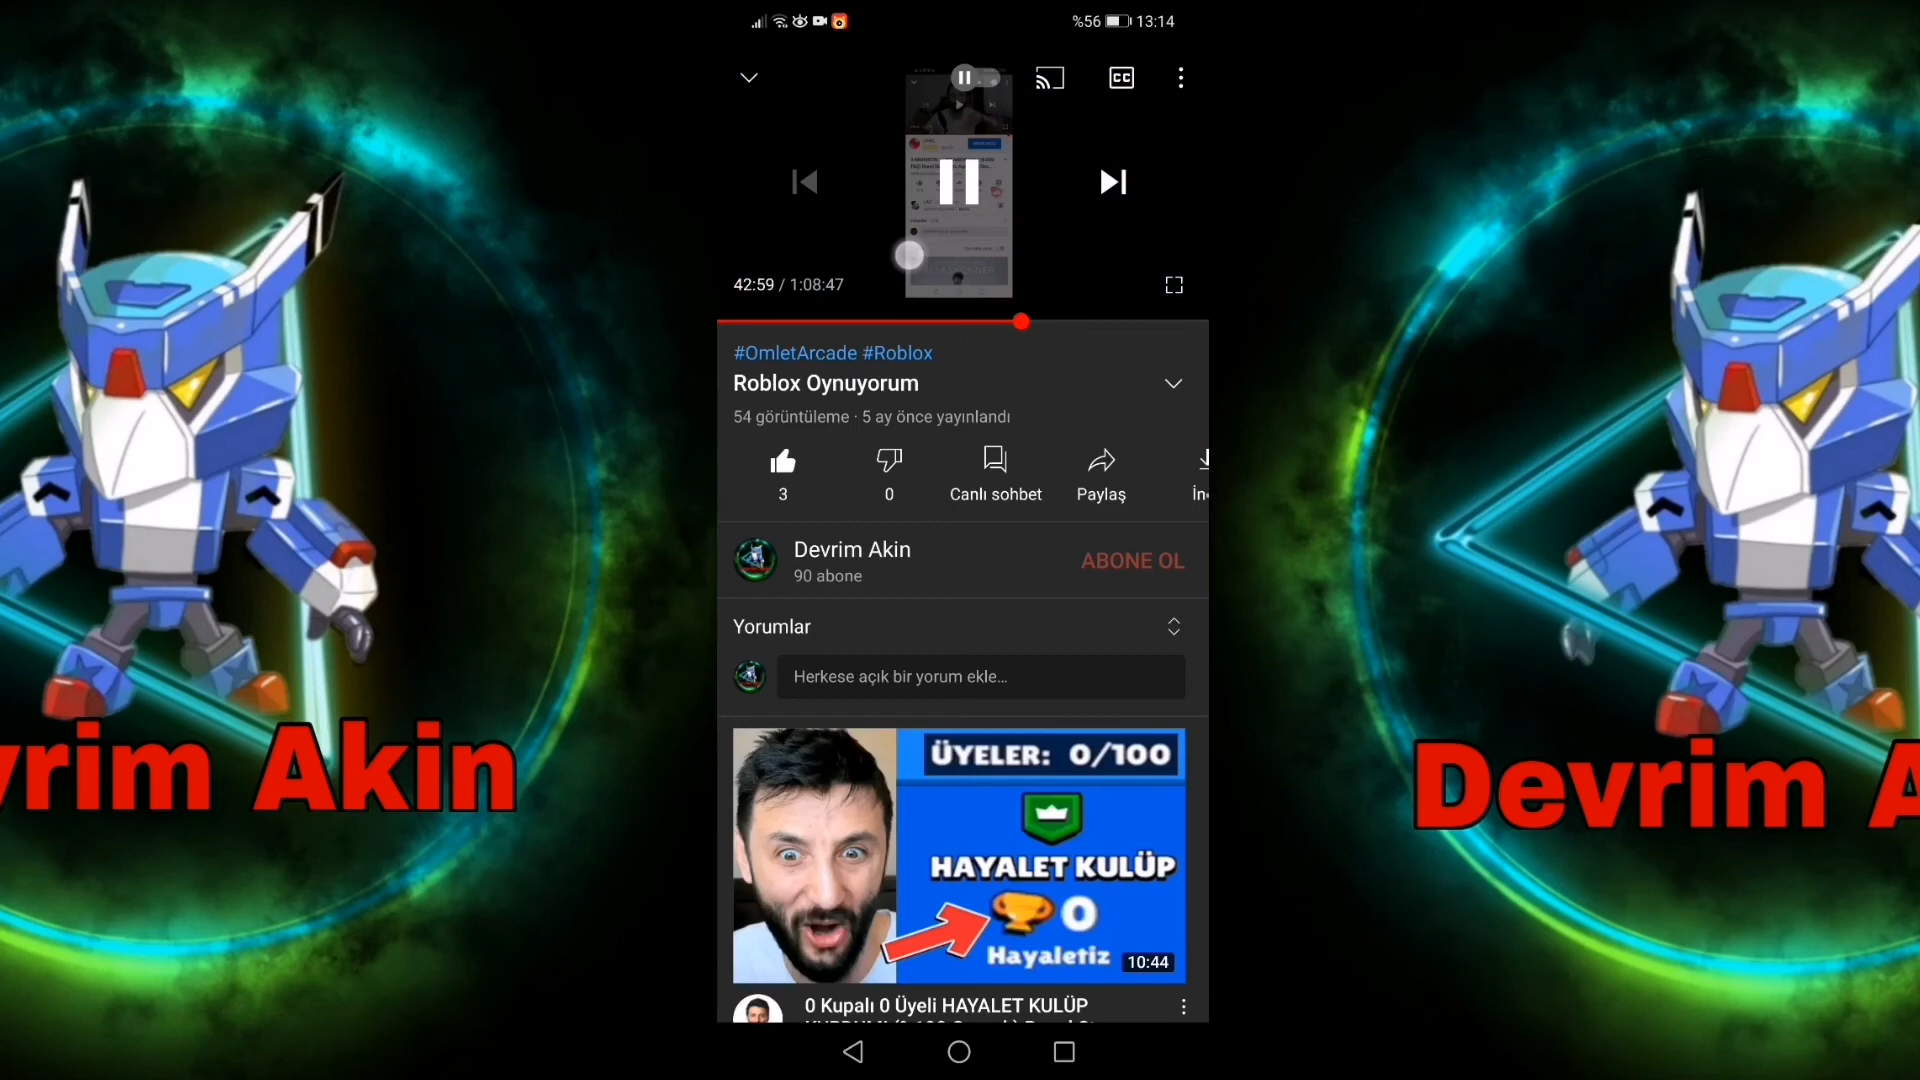 %56 13:14
CC
42:59 / 1:08:47
#OmletArcade #Roblox
Roblox Oynuyorum
54 görüntüleme · 5 ay önce yayınlandı
3 0 Canlı sohbet Paylaş
Devrim Akin
90 abone
ABONE OL
Yorumlar
Herkese açık bir yorum ekle...
ÜYELER: 0/100
HAYALET KULÜP
0
Hayaletiz
10:44
0 Kupalı 0 Üyeli HAYALET KULÜP
vrim Akin
Devrim A